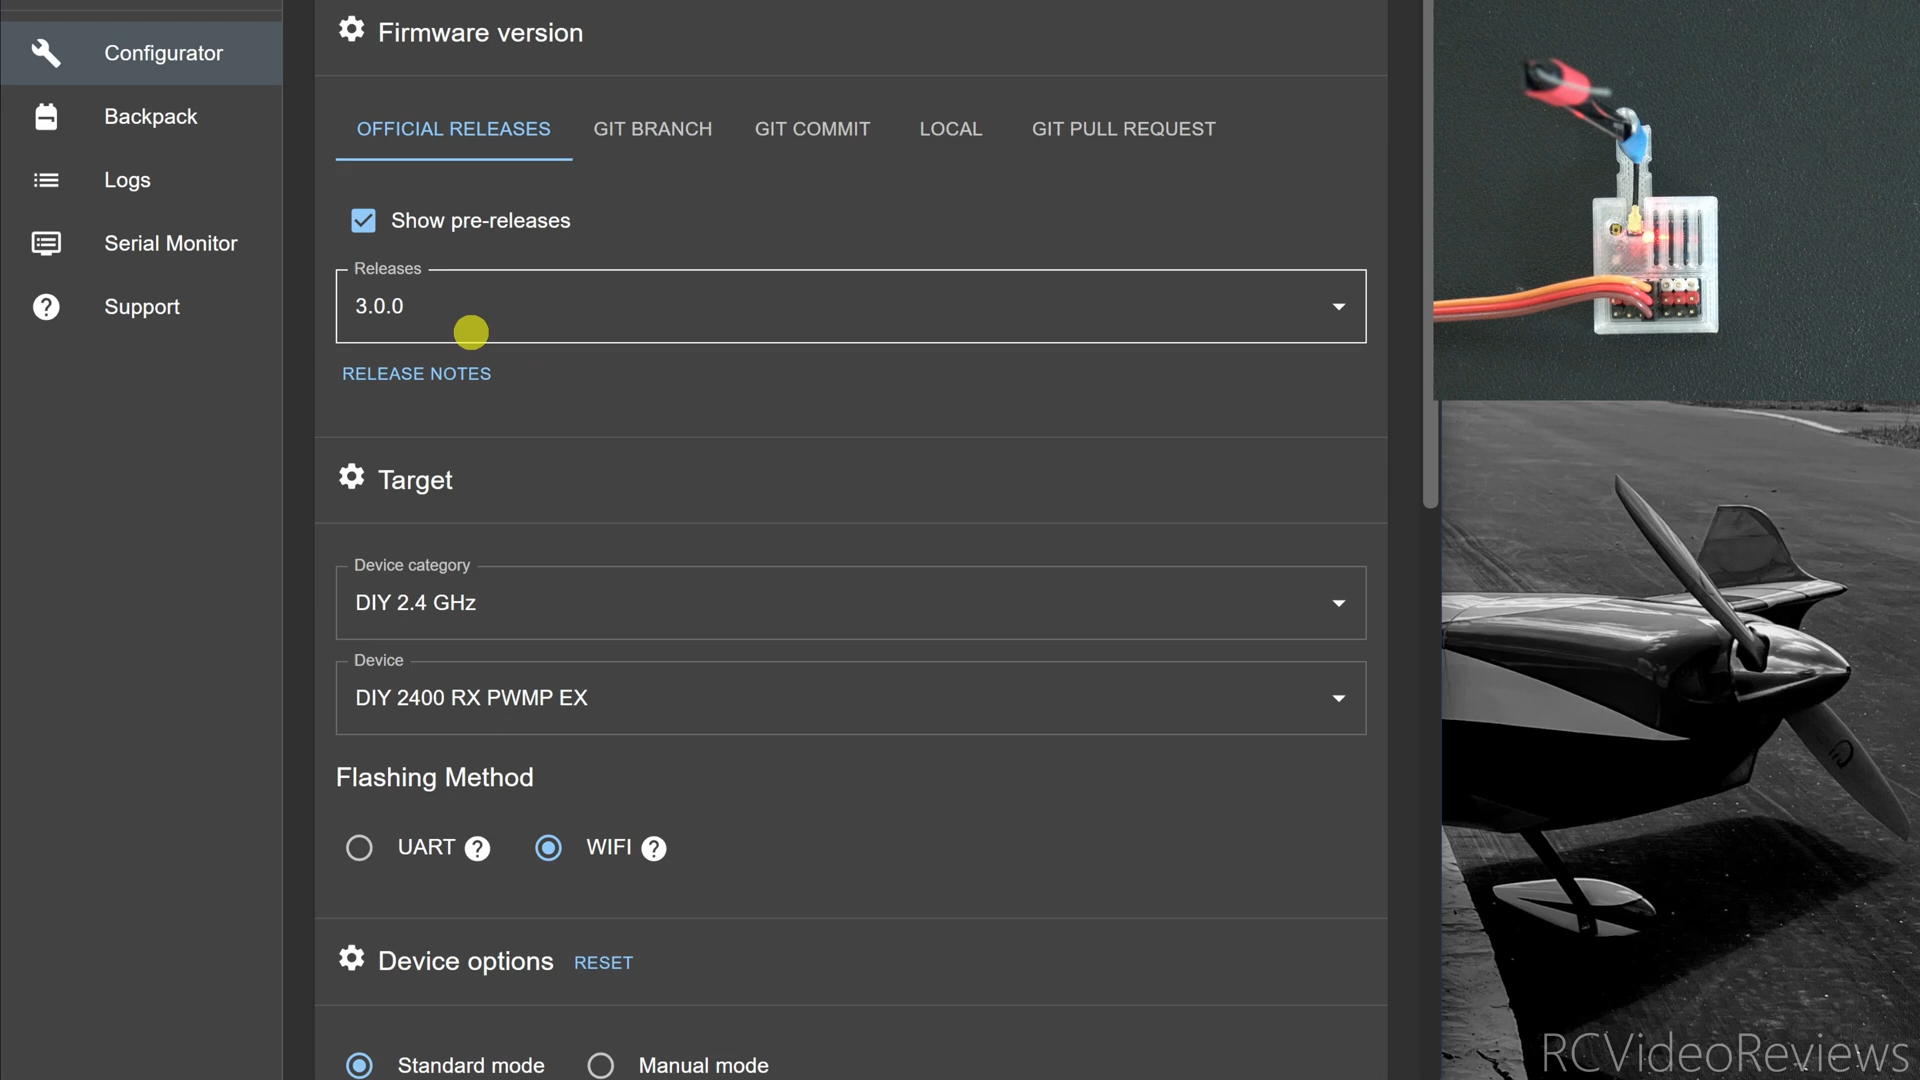 Configurator
Backpack
Logs
Serial Monitor
Support
Firmware version
OFFICIAL RELEASES
GIT BRANCH
GIT COMMIT
LOCAL
GIT PULL REQUEST
Show pre-releases
Releases
3.0.0
RELEASE NOTES
Target
Device category
DIY 2.4 GHz
Device
DIY 2400 RX PWMP EX
Flashing Method
UART ?
WIFI ?
Device options
RESET
Standard mode
Manual mode
RCVideoReviews